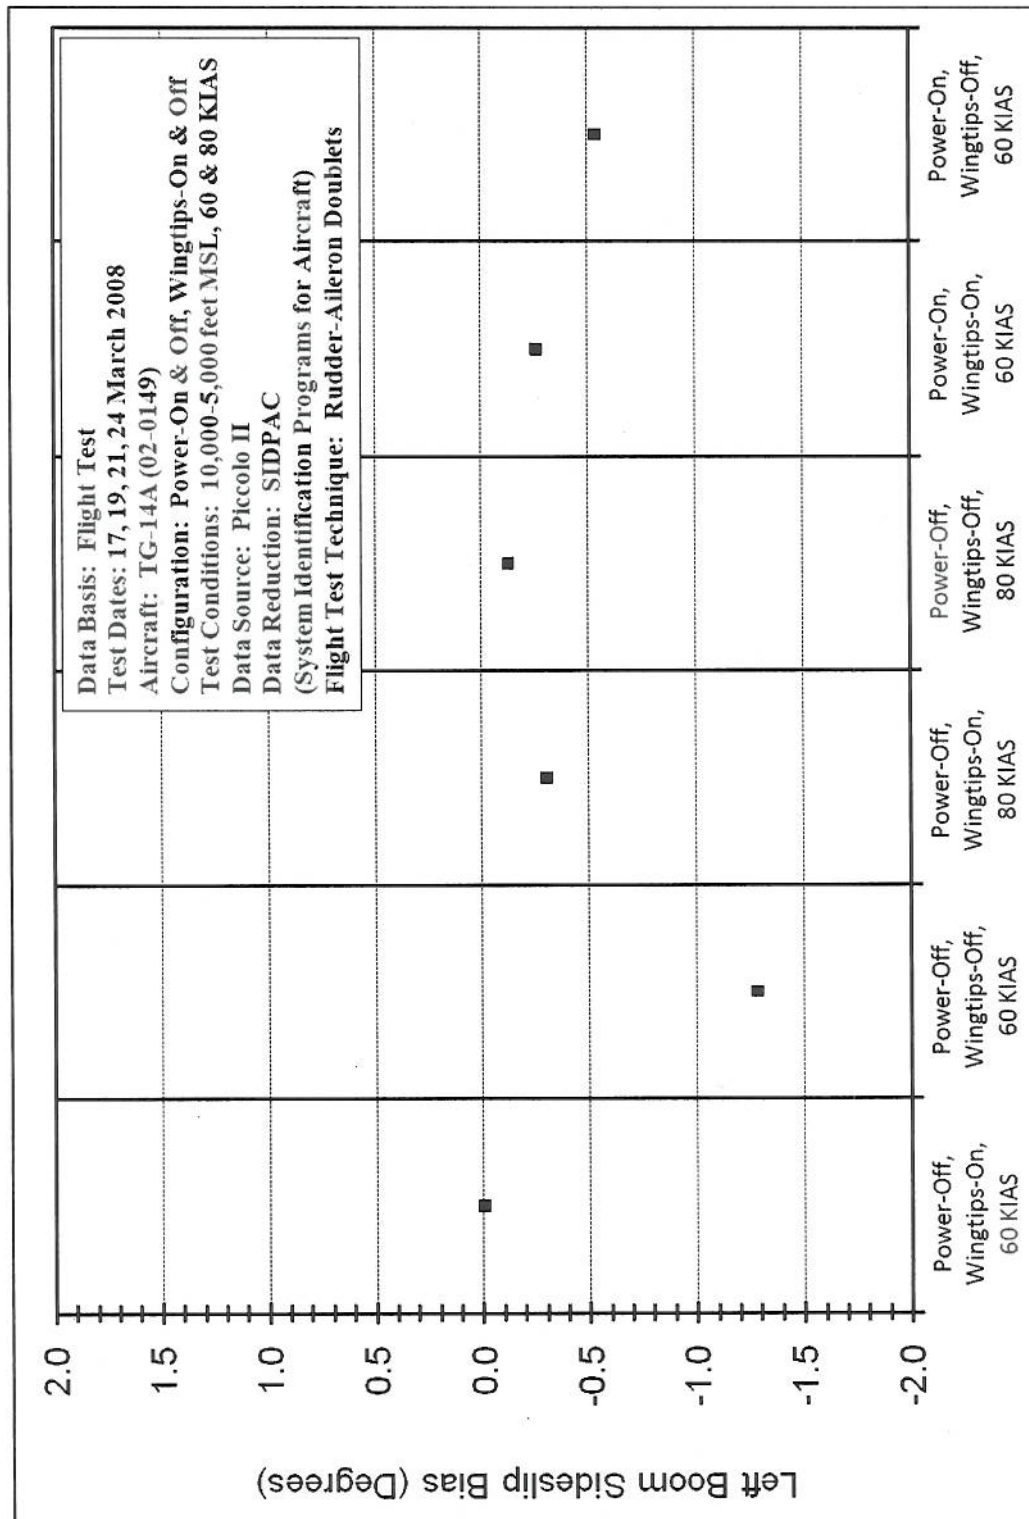 Data Basis: Flight Test
Test Dates: 17, 19, 21, 24 March 2008
Aircraft: TG-14A (02-0149)
Configuration: Power-On & Off, Wingtips-On & Off
Test Conditions: 10,000-5,000 feet MSL, 60 & 80 KIAS
Data Source: Piccolo II
Data Reduction: SIDPAC
(System Identification Programs for Aircraft)
Flight Test Technique: Rudder-Aileron Doublets
Left Boom Sideslip Bias (Degrees)
2.0
1.5
1.0
0.5
0.0
-0.5
-1.0
-1.5
-2.0
Power-Off,
Wingtips-On,
60 KIAS
Power-Off,
Wingtips-Off,
60 KIAS
Power-Off,
Wingtips-On,
80 KIAS
Power-Off,
Wingtips-Off,
80 KIAS
Power-On,
Wingtips-On,
60 KIAS
Power-On,
Wingtips-Off,
60 KIAS